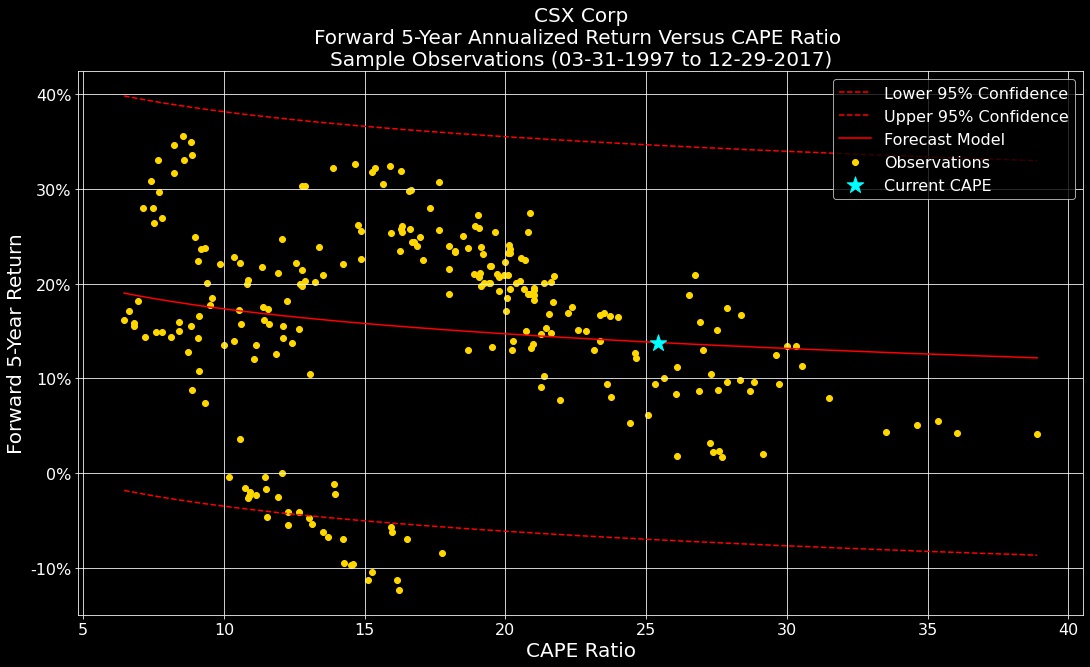 CSX Corp
Forward 5-Year Annualized Return Versus CAPE Ratio
Sample Observations (03-31-1997 to 12-29-2017)
Lower 95% Confidence
Upper 95% Confidence
Forecast Model
Observations
Current CAPE
Forward 5-Year Return
40%
30%
20%
10%
0%
-10%
5 10 15 20 25 30 35 40
CAPE Ratio